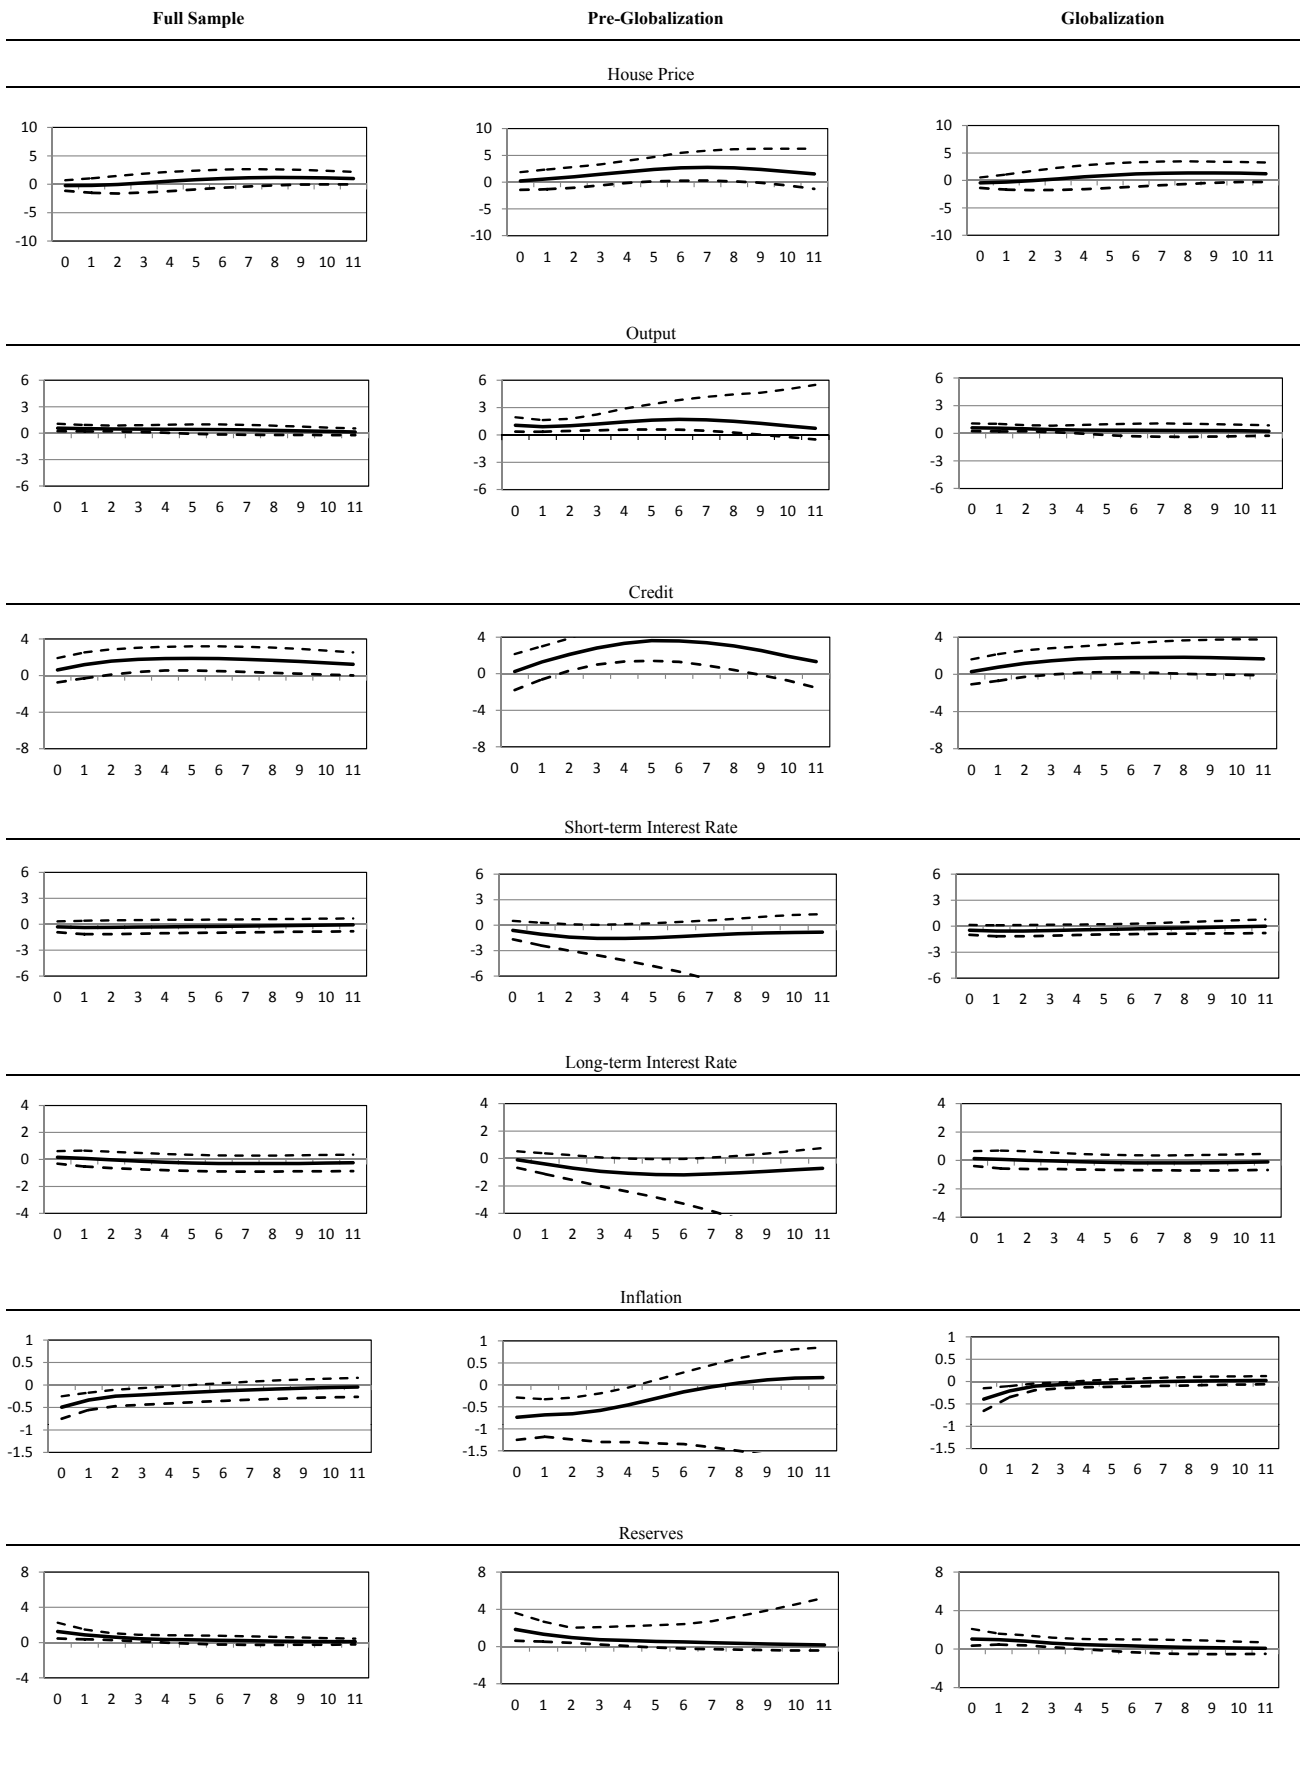 Full Sample Pre-Globalization Globalization
House Price
10 10 10
5 5 5
0 0 0
-5 -5 -5
-10 -10 -10
0 1 2 3 4 5 6 7 8 9 10 11 0 1 2 3 4 5 6 7 8 9 10 11 0 1 2 3 4 5 6 7 8 9 10 11
Output
6 6 6
3 3 3
0 0 0
-3 -3 -3
-6 -6 -6
0 1 2 3 4 5 6 7 8 9 10 11 0 1 2 3 4 5 6 7 8 9 10 11 0 1 2 3 4 5 6 7 8 9 10 11
Credit
4 4 4
0 0 0
-4 -4 -4
-8 -8 -8
0 1 2 3 4 5 6 7 8 9 10 11 0 1 2 3 4 5 6 7 8 9 10 11 0 1 2 3 4 5 6 7 8 9 10 11
Short-term Interest Rate
6 6 6
3 3 3
0 0 0
-3 -3 -3
-6 -6 -6
0 1 2 3 4 5 6 7 8 9 10 11 0 1 2 3 4 5 6 7 8 9 10 11 0 1 2 3 4 5 6 7 8 9 10 11
Long-term Interest Rate
4 4 4
2 2 2
0 0 0
-2 -2 -2
-4 -4 -4
0 1 2 3 4 5 6 7 8 9 10 11 0 1 2 3 4 5 6 7 8 9 10 11 0 1 2 3 4 5 6 7 8 9 10 11
Inflation
1 1 1
0.5 0.5 0.5
0 0 0
-0.5 -0.5 -0.5
-1 -1 -1
-1.5 -1.5 -1.5
0 1 2 3 4 5 6 7 8 9 10 11 0 1 2 3 4 5 6 7 8 9 10 11 0 1 2 3 4 5 6 7 8 9 10 11
Reserves
8 8 8
4 4 4
0 0 0
-4 -4 -4
0 1 2 3 4 5 6 7 8 9 10 11 0 1 2 3 4 5 6 7 8 9 10 11 0 1 2 3 4 5 6 7 8 9 10 11